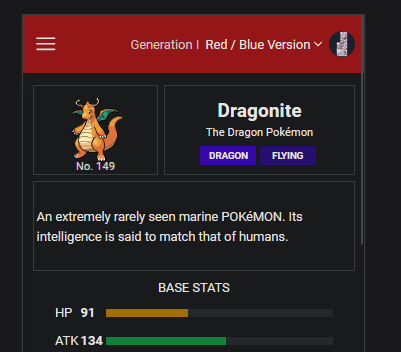 Generation I Red / Blue Version
Dragonite
The Dragon Pokémon
DRAGON FLYING
No. 149
An extremely rarely seen marine POKéMON. Its
intelligence is said to match that of humans.
BASE STATS
HP 91
ATK 134